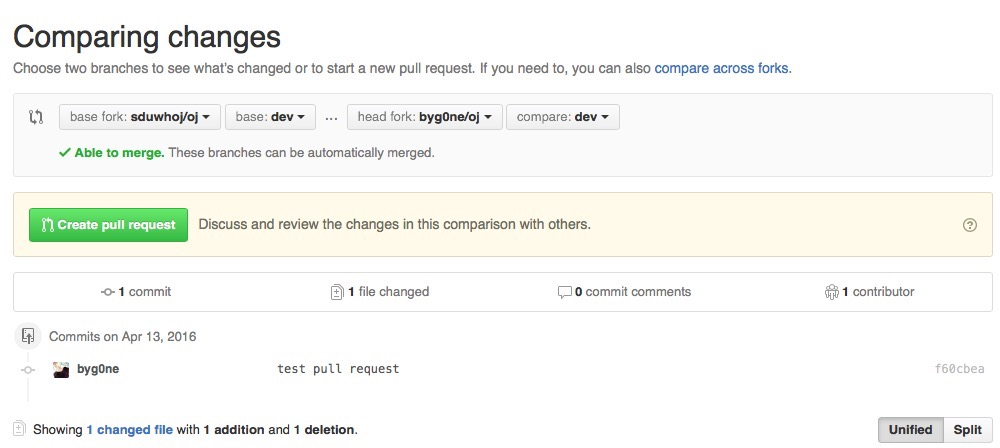 Comparing changes
Choose two branches to see what's changed or to start a new pull request. If you need to, you can also compare across forks.
base fork: sduwhoj/oj base: dev ... head fork: byg0ne/oj compare: dev
Able to merge. These branches can be automatically merged.
Create pull request Discuss and review the changes in this comparison with others.
1 commit 1 file changed 0 commit comments 1 contributor
Commits on Apr 13, 2016
byg0ne test pull request f60cbea
Showing 1 changed file with 1 addition and 1 deletion. Unified Split